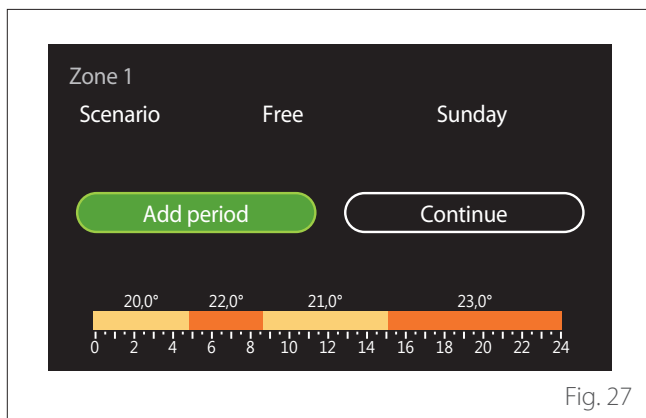 Zone 1
Scenario Free Sunday
Add period Continue
20,0° 22,0° 21,0° 23,0°
0 2 4 6 8 10 12 14 16 18 20 22 24
Fig. 27